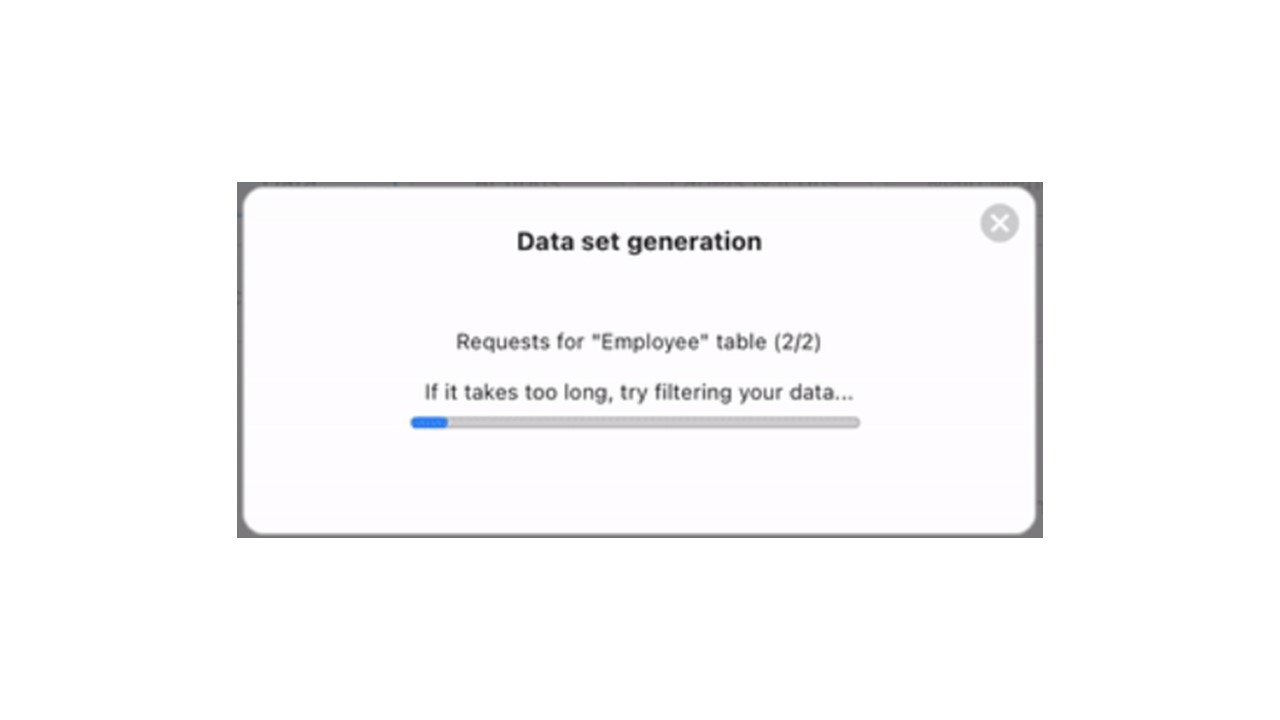 Data set generation
Requests for "Employee" table (2/2)
If it takes too long, try filtering your data...